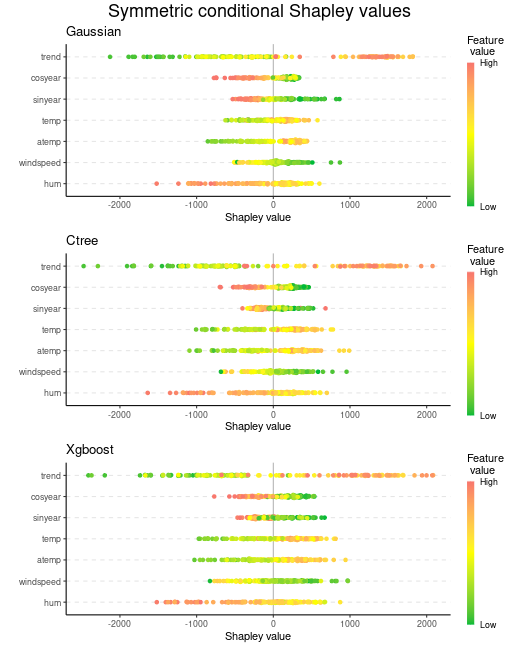 Symmetric conditional Shapley values
Gaussian
Feature
value
High
Low
trend
cosyear
sinyear
temp
atemp
windspeed
hum
-2000 -1000 0 1000 2000
Shapley value
Ctree
Feature
value
High
Low
trend
cosyear
sinyear
temp
atemp
windspeed
hum
-2000 -1000 0 1000 2000
Shapley value
Xgboost
Feature
value
High
Low
trend
cosyear
sinyear
temp
atemp
windspeed
hum
-2000 -1000 0 1000 2000
Shapley value